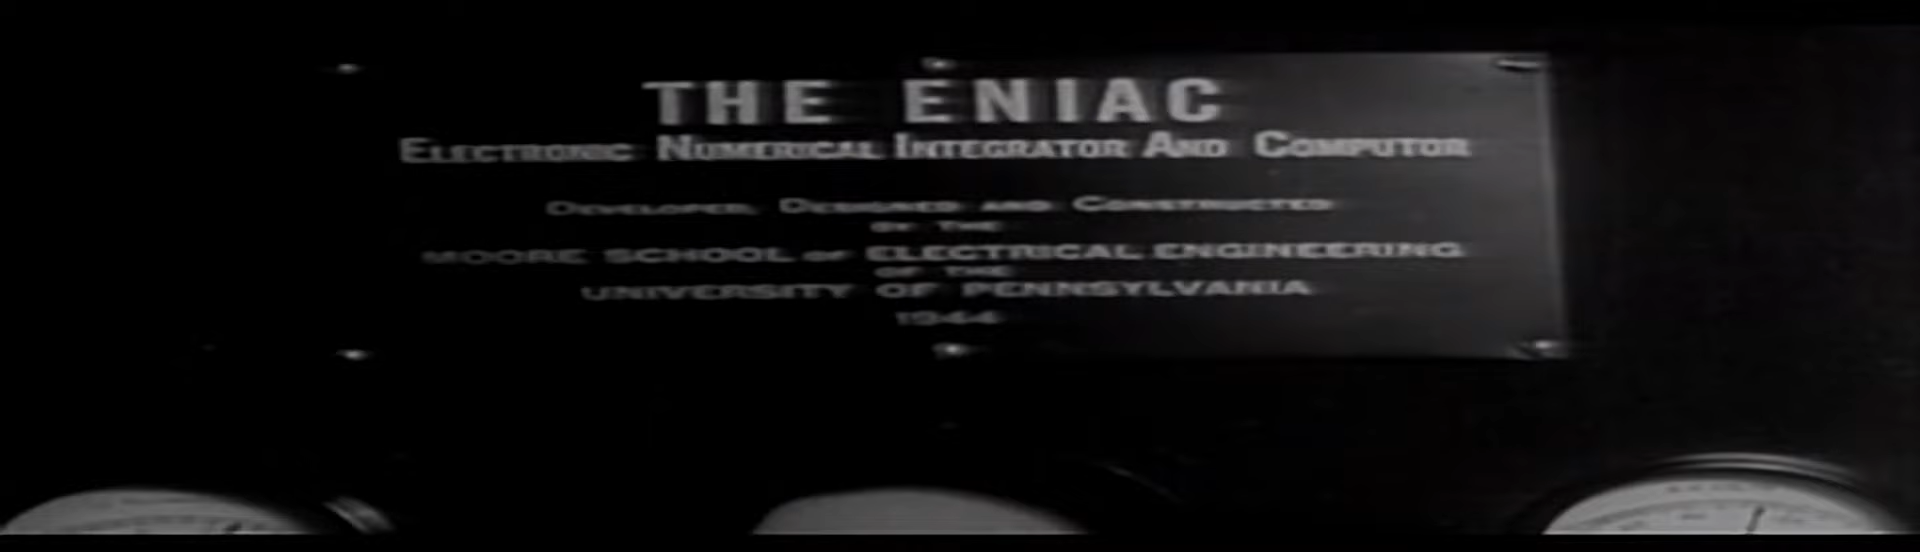 THE ENIAC
ELECTRONIC NUMERICAL INTEGRATOR AND COMPUTOR
DEVELOPED, DESIGNED AND CONSTRUCTED
BY THE
MOORE SCHOOL OF ELECTRICAL ENGINEERING
OF THE
UNIVERSITY OF PENNSYLVANIA
1944